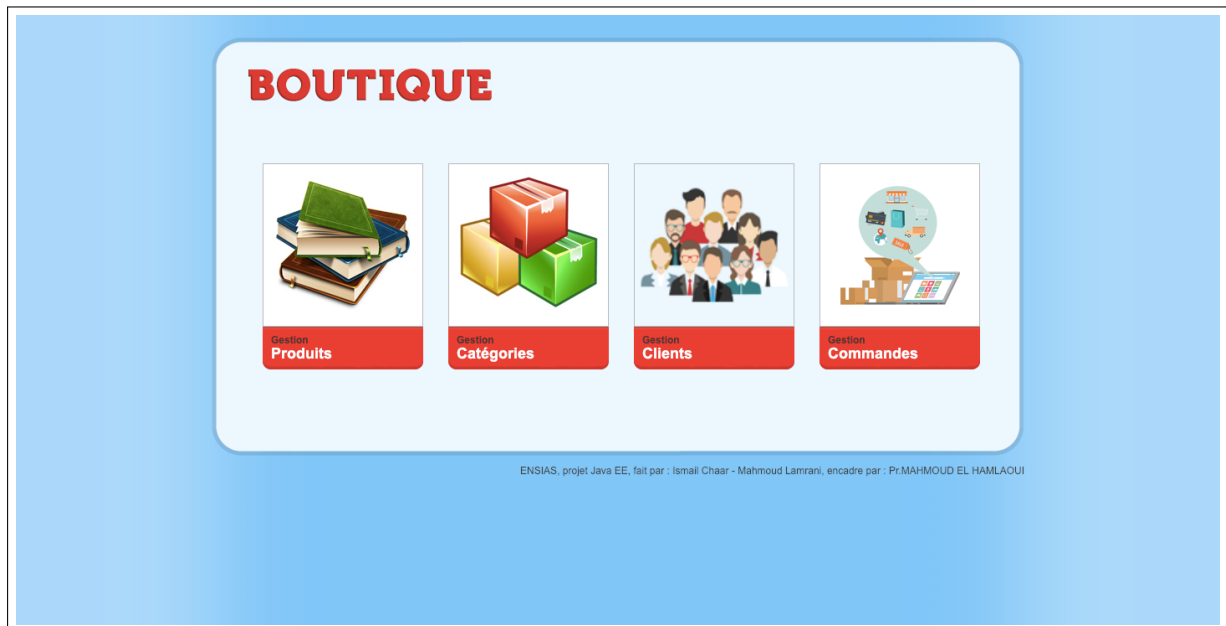 BOUTIQUE
Gestion
Produits
Gestion
Catégories
Gestion
Clients
Gestion
Commandes
SALE
ENSIAS, projet Java EE, fait par : Ismail Chaar - Mahmoud Lamrani, encadre par : Pr.MAHMOUD EL HAMLAOUI